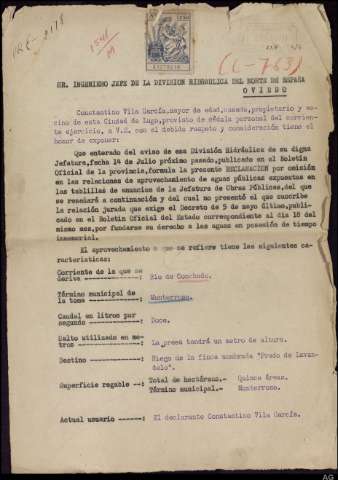 1541
(L-763)
SR. INGENIERO JEFE DE LA DIVISION HIDRAULICA DEL NORTE DE ESPAÑA
OVIEDO
Constantino Vila García, mayor de edad, casado, propietario y ve-
cino de esta Ciudad de Lugo, provisto de cédula personal del corrien-
te ejercicio, a V.S. con el debido respeto y consideración tiene el
honor de exponer:
Que enterado del aviso de esa División Hidráulica de su digna
Jefatura, fecha 14 de Julio próximo pasado, publicado en el Boletín
Oficial de la provincia, formula la presente RECLAMACION por omisión
en las relaciones de aprovechamiento de aguas públicas expuestas en
las tablillas de anuncios de la Jefatura de Obras Públicas, del que
se reseñará a continuación y del cual no presentó el que suscribe
la relación jurada que exige el Decreto de 5 de mayo último, publi-
cado en el Boletín Oficial del Estado correspondiente al día 18 del
mismo mes, por fundarse su derecho a las aguas en posesión de tiempo
inmemorial.
El aprovechamiento a que se refiere tiene las siguientes ca-
racterísticas:
Corriente de la que se
deriva -------------: Río de Conchada.
Término municipal de
la toma ------------: Monterroso.
Caudal en litros por
segundo ------------: Doce.
Salto utilizado en me-
tros ---------------: La presa tendrá un metro de altura.
Destino ------------: Riego de la finca nombrada "Prado de Lavan-
delo".
Superficie regable --: Total de hectáreas.- Quince áreas.
Término municipal.- Monterroso.
Actual usuario ------: El declarante Constantino Vila García.
AG